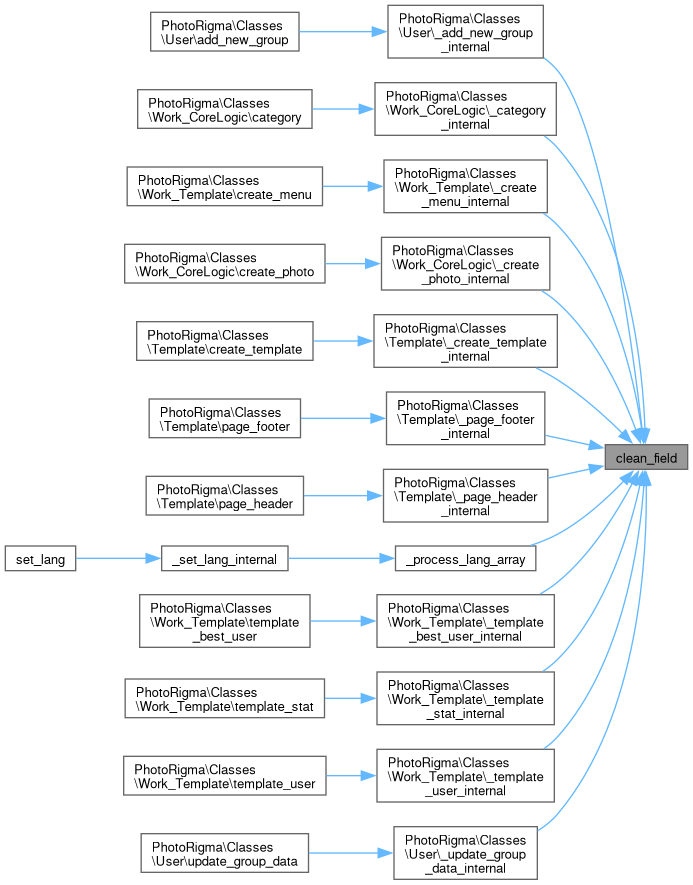 PhotoRigma\Classes
\User\add_new_group
PhotoRigma\Classes
\User\_add_new_group
_internal
PhotoRigma\Classes
\Work_CoreLogic\category
PhotoRigma\Classes
\Work_CoreLogic\_category
_internal
PhotoRigma\Classes
\Work_Template\create_menu
PhotoRigma\Classes
\Work_Template\_create
_menu_internal
PhotoRigma\Classes
\Work_CoreLogic\create_photo
PhotoRigma\Classes
\Work_CoreLogic\_create
_photo_internal
PhotoRigma\Classes
\Template\create_template
PhotoRigma\Classes
\Template\_create_template
_internal
PhotoRigma\Classes
\Template\page_footer
PhotoRigma\Classes
\Template\_page_footer
_internal
clean_field
PhotoRigma\Classes
\Template\page_header
PhotoRigma\Classes
\Template\_page_header
_internal
set_lang
_set_lang_internal
_process_lang_array
PhotoRigma\Classes
\Work_Template\template
_best_user
PhotoRigma\Classes
\Work_Template\_template
_best_user_internal
PhotoRigma\Classes
\Work_Template\template_stat
PhotoRigma\Classes
\Work_Template\_template
_stat_internal
PhotoRigma\Classes
\Work_Template\template_user
PhotoRigma\Classes
\Work_Template\_template
_user_internal
PhotoRigma\Classes
\User\update_group_data
PhotoRigma\Classes
\User\_update_group
_data_internal